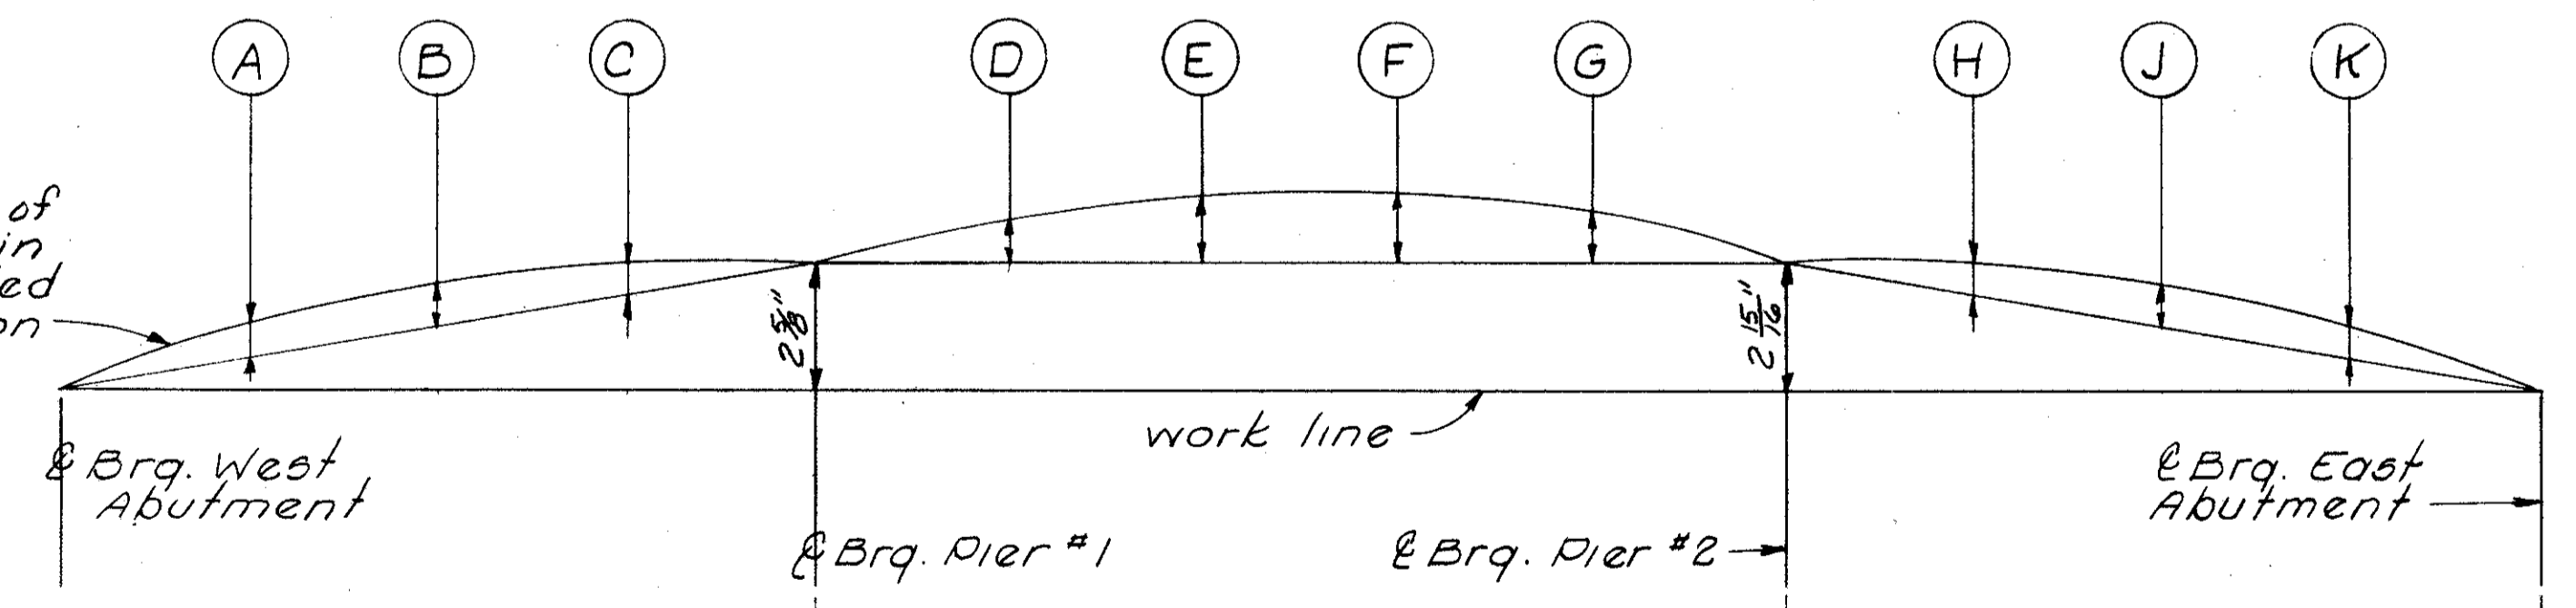 A B C D E F G H J K
of
in
ed
on
2 5/8"
2 15/16"
work line
℄ Brg. West
Abutment
℄ Brg. East
Abutment
℄ Brg. Pier #1
℄ Brg. Pier #2